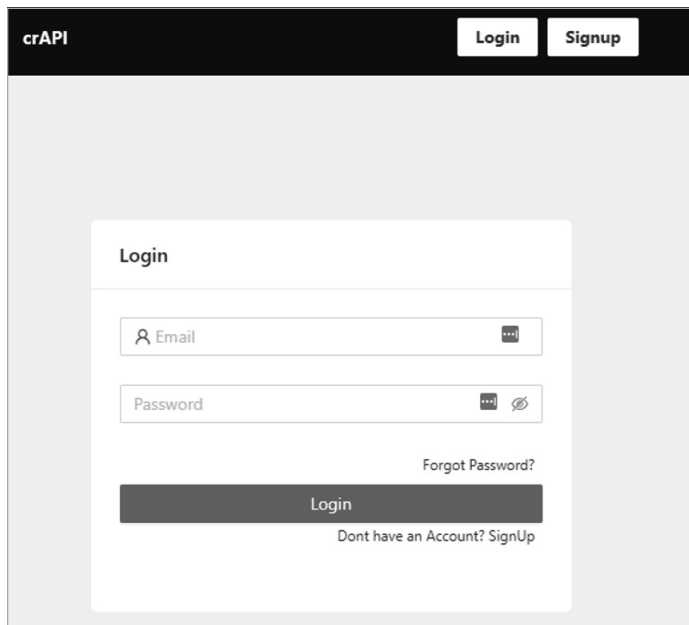 crAPI Login Signup
Login
Email
Password
Forgot Password?
Login
Dont have an Account? SignUp